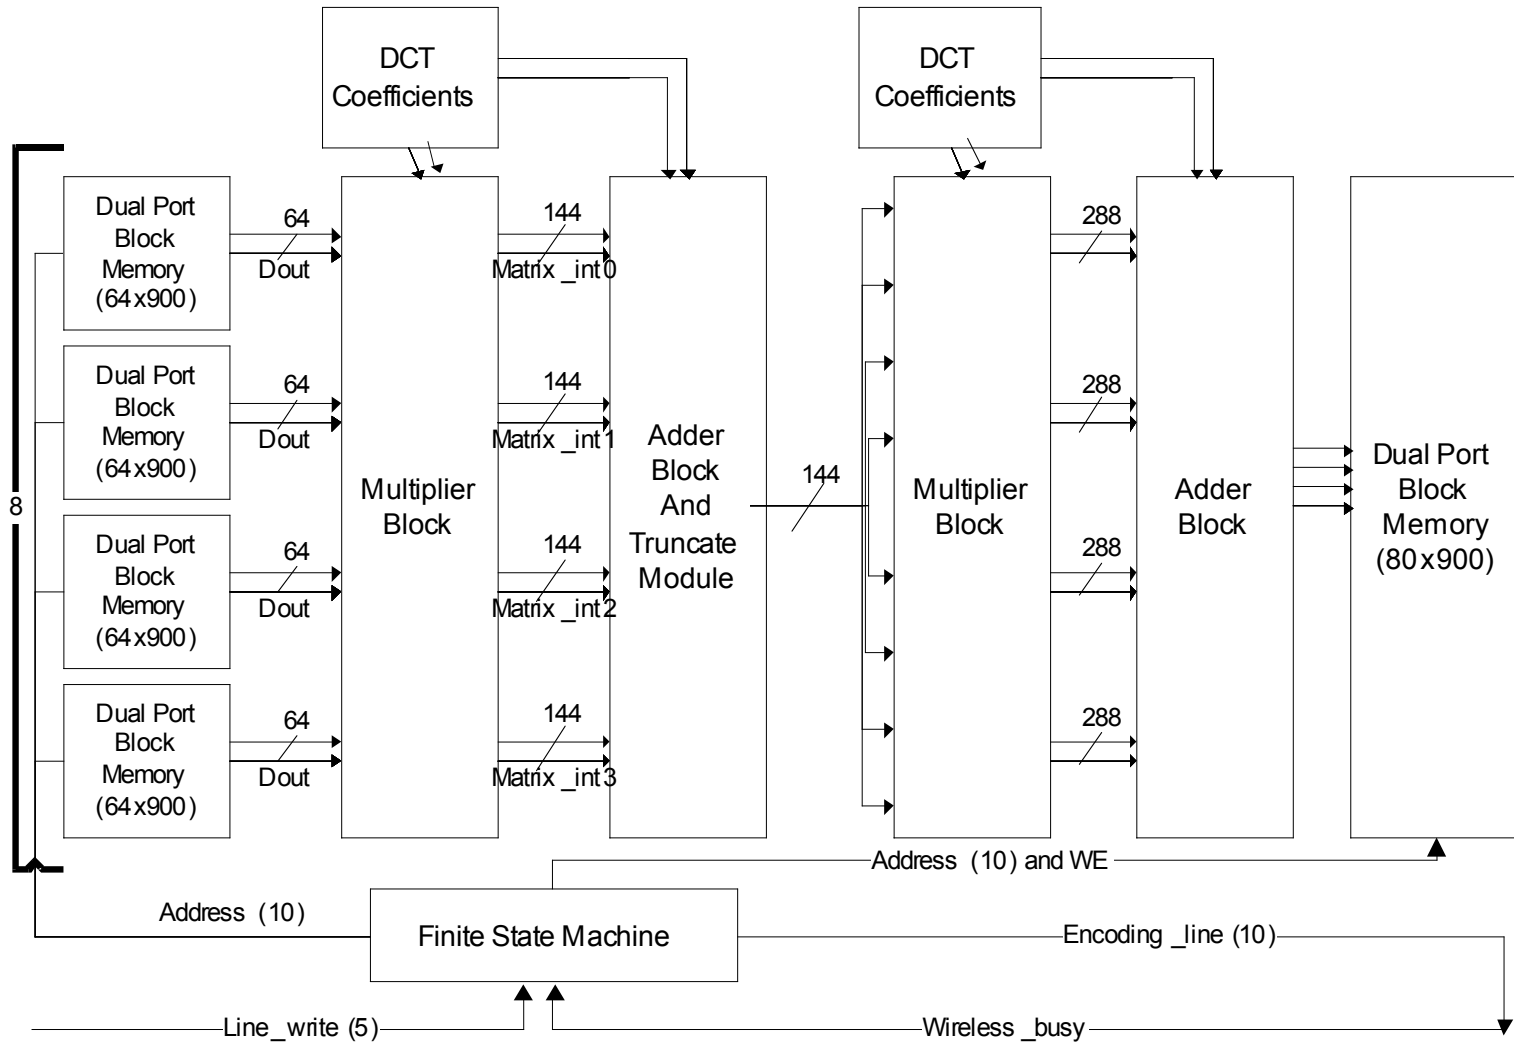 DCT
Coefficients
DCT
Coefficients
8
Dual Port
Block
Memory
(64x900)
64
Dout
Dual Port
Block
Memory
(64x900)
64
Dout
Dual Port
Block
Memory
(64x900)
64
Dout
Dual Port
Block
Memory
(64x900)
64
Dout
Multiplier
Block
144
Matrix _int0
144
Matrix _int1
144
Matrix _int2
144
Matrix _int3
Adder
Block
And
Truncate
Module
144
Multiplier
Block
288
288
288
288
Adder
Block
Dual Port
Block
Memory
(80x900)
Address (10) and WE
Address (10)
Finite State Machine
Encoding _line (10)
Line_write (5)
Wireless _busy